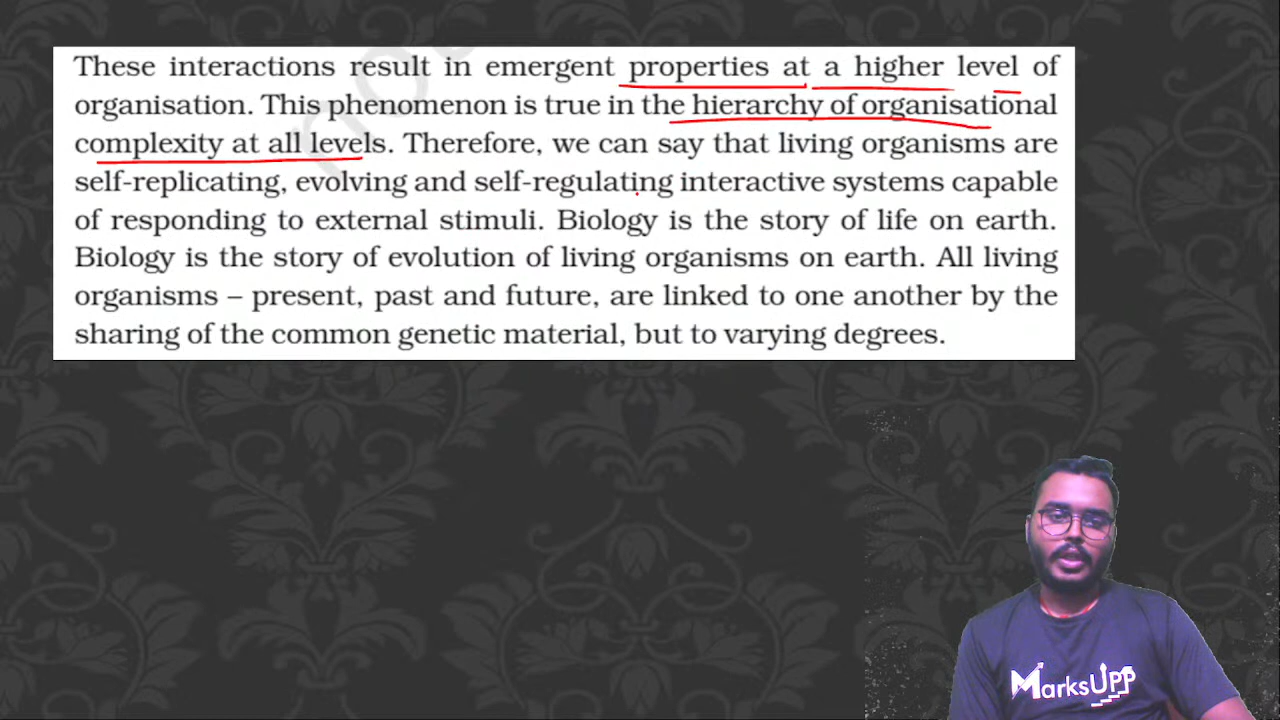 These interactions result in emergent properties at a higher level of
organisation. This phenomenon is true in the hierarchy of organisational
complexity at all levels. Therefore, we can say that living organisms are
self-replicating, evolving and self-regulating interactive systems capable
of responding to external stimuli. Biology is the story of life on earth.
Biology is the story of evolution of living organisms on earth. All living
organisms – present, past and future, are linked to one another by the
sharing of the common genetic material, but to varying degrees.
MarksUpp